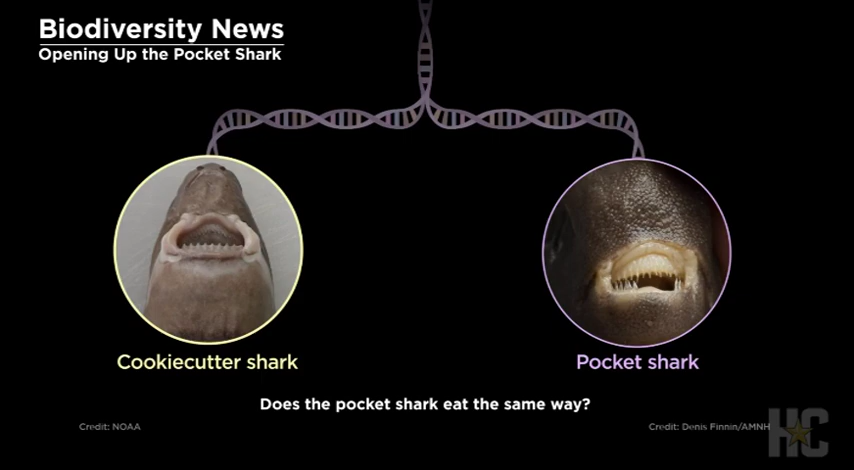 Biodiversity News
Opening Up the Pocket Shark
Cookiecutter shark
Pocket shark
Does the pocket shark eat the same way?
Credit: NOAA
Credit: Denis Finnin/AMNH
HC